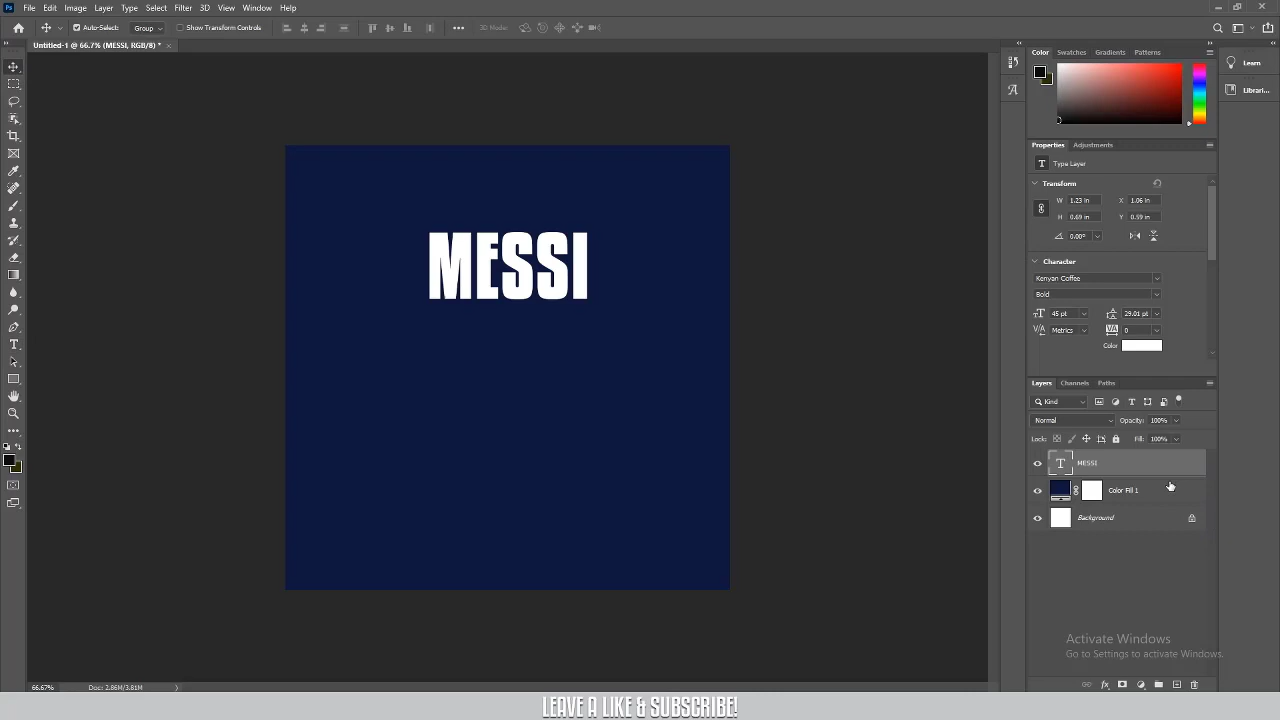 Ps File Edit Image Layer Type Select Filter 3D View Window Help
Auto-Select: Group Show Transform Controls 3D Mode:
Untitled-1 @ 66.7% (MESSI, RGB/8) *
Color Swatches Gradients Patterns
Learn
Librari...
Properties Adjustments
T Type Layer
Transform
W 1.23 in X 1.06 in
H 0.69 in Y 0.59 in
0.00°
Character
Kenyan Coffee
Bold
45 pt 29.01 pt
Metrics 0
Color
MESSI
Layers Channels Paths
Kind
Normal Opacity: 100%
Lock: Fill: 100%
T MESSI
Color Fill 1
Background
Activate Windows
Go to Settings to activate Windows.
66.67% Doc: 2.86M/3.81M
LEAVE A LIKE & SUBSCRIBE!